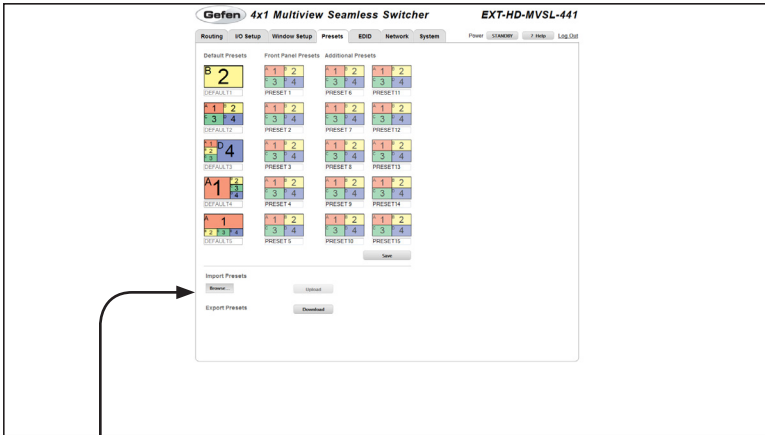 Gefen 4x1 Multiview Seamless Switcher EXT-HD-MVSL-441
Routing I/O Setup Window Setup Presets EDID Network System Power STANDBY ? Help Log Out
Default Presets Front Panel Presets Additional Presets
B 2 A 1 B 2 A 1 B 2 A 1 B 2
C 3 D 4 C 3 D 4 C 3 D 4
DEFAULT1 PRESET 1 PRESET 6 PRESET11
A 1 B 2 A 1 B 2 A 1 B 2 A 1 B 2
C 3 D 4 C 3 D 4 C 3 D 4 C 3 D 4
DEFAULT2 PRESET 2 PRESET 7 PRESET12
1 2 3 D 4 A 1 B 2 A 1 B 2 A 1 B 2
C 3 D 4 C 3 D 4 C 3 D 4
DEFAULT3 PRESET 3 PRESET 8 PRESET13
A 1 2 3 4 A 1 B 2 A 1 B 2 A 1 B 2
C 3 D 4 C 3 D 4 C 3 D 4
DEFAULT4 PRESET 4 PRESET 9 PRESET14
A 1 A 1 B 2 A 1 B 2 A 1 B 2
2 3 4 C 3 D 4 C 3 D 4 C 3 D 4
DEFAULT5 PRESET 5 PRESET10 PRESET15
Save
Import Presets
Browse... Upload
Export Presets Download